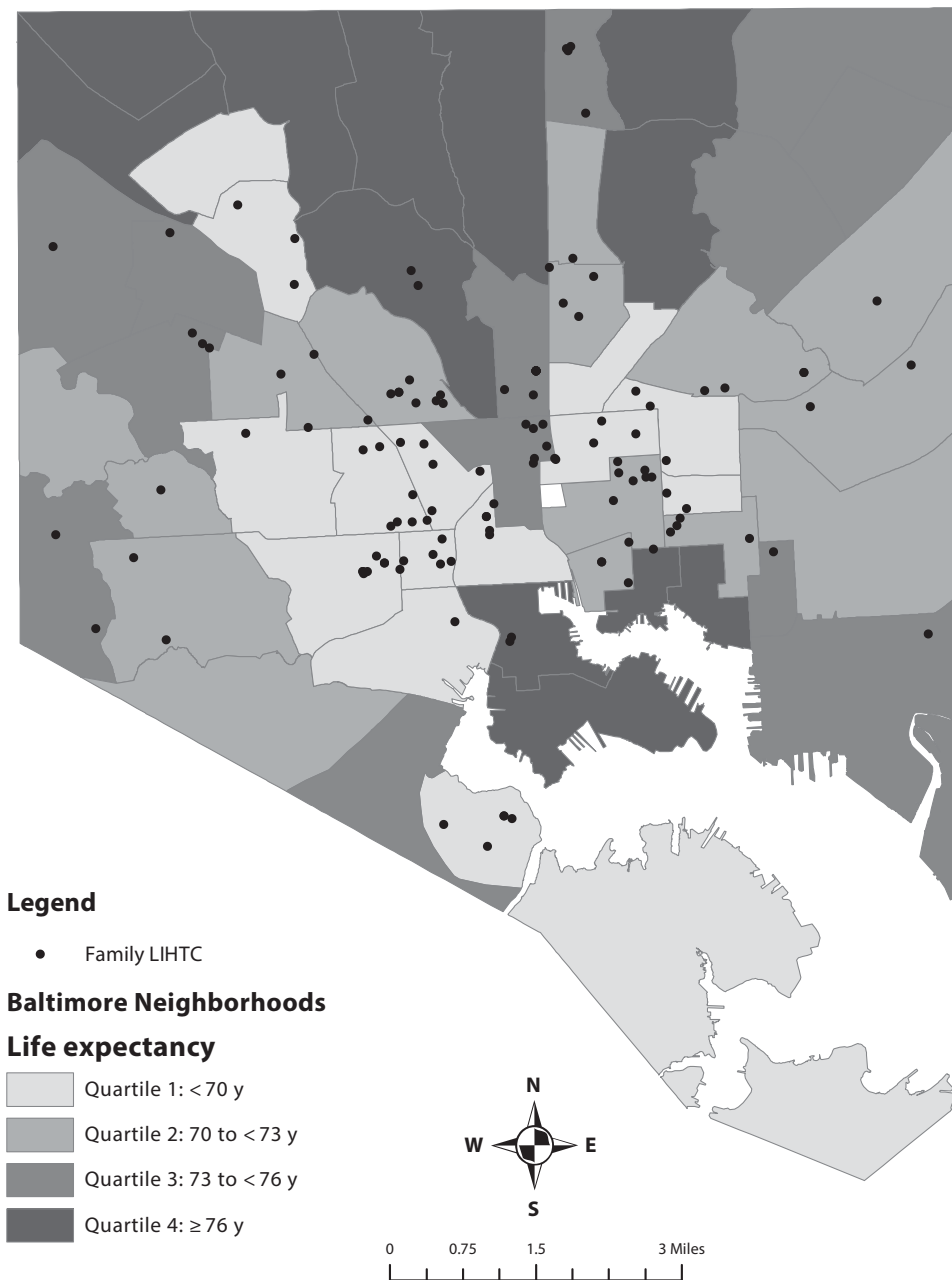 Legend
Family LIHTC
Baltimore Neighborhoods
Life expectancy
Quartile 1: < 70 y
Quartile 2: 70 to < 73 y
Quartile 3: 73 to < 76 y
Quartile 4: ≥ 76 y
N
W E
S
0 0.75 1.5 3 Miles